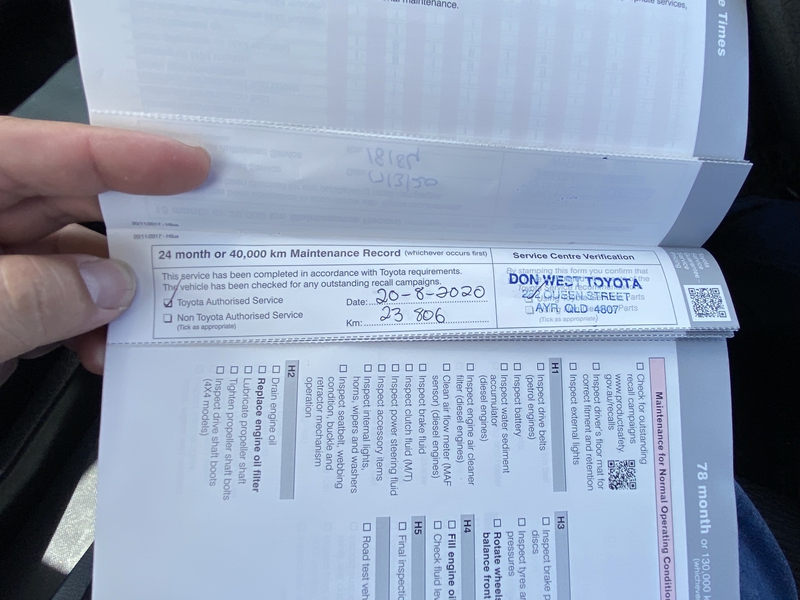 maintenance.
services,
e Times
24 month or 40,000 km Maintenance Record (whichever occurs first)
This service has been completed in accordance with Toyota requirements.
The vehicle has been checked for any outstanding recall campaigns.
☑ Toyota Authorised Service
☐ Non Toyota Authorised Service
(Tick as appropriate)
Date: 20-8-2020
Km: 23 806
Service Centre Verification
By stamping this form you confirm that
DON WEST TOYOTA
QUEEN STREET
AYR QLD 4807
Parts
Parts
(Tick as appropriate)
78 month or 130,000 k
(whicheve
Maintenance for Normal Operating Conditio
☐ Check for outstanding
recall campaigns
www.productsafety.
gov.au/recalls
☐ Inspect driver's floor mat for
correct fitment and retention
☐ Inspect external lights
H1
☐ Inspect drive belts
(petrol engines)
☐ Inspect battery
☐ Inspect water sediment
accumulator
(diesel engines)
☐ Inspect engine air cleaner
filter (diesel engines)
☐ Clean air flow meter (MAF
sensor) (diesel engines)
☐ Inspect brake fluid
☐ Inspect clutch fluid (M/T)
☐ Inspect power steering fluid
☐ Inspect accessory items
☐ Inspect internal lights,
horns, wipers and washers
☐ Inspect seatbelt, webbing
condition, buckle and
retractor mechanism
operation
H2
☐ Drain engine oil
☐ Replace engine oil filter
☐ Lubricate propeller shaft
☐ Tighten propeller shaft bolts
☐ Inspect drive shaft boots
(4X4 models)
H3
☐ Inspect brake p
discs
☐ Inspect tyres a
pressures
☐ Rotate wheels
balance front
H4
☐ Fill engine oil
☐ Check fluid lev
H5
☐ Final inspectio
☐ Road test veh